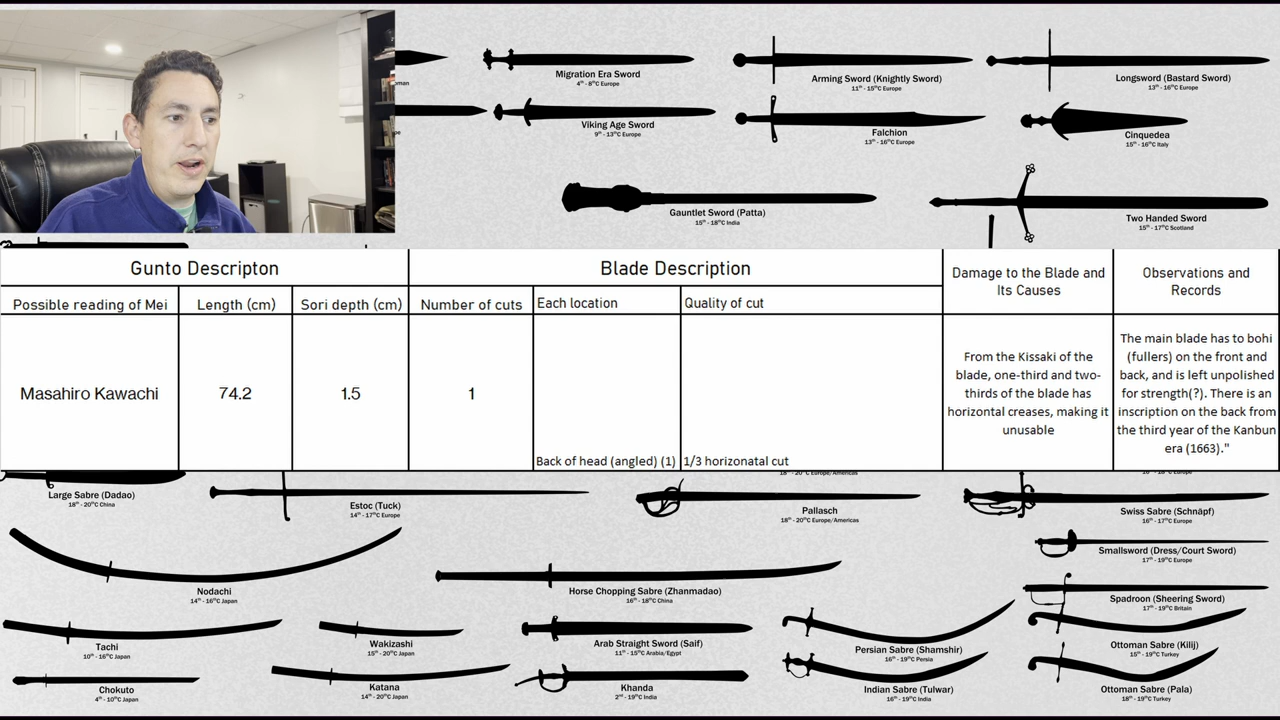 oman
Migration Era Sword
4th - 8thC Europe
Arming Sword (Knightly Sword)
11th - 15thC Europe
Longsword (Bastard Sword)
13th - 16thC Europe
pe
Viking Age Sword
9th - 13thC Europe
Falchion
13th - 16thC Europe
Cinquedea
15th - 16thC Italy
Gauntlet Sword (Patta)
15th - 18thC India
Two Handed Sword
15th - 17thC Scotland
Gunto Descripton
Blade Description
Damage to the Blade and
Its Causes
Observations and
Records
Possible reading of Mei
Length (cm)
Sori depth (cm)
Number of cuts
Each location
Quality of cut
Masahiro Kawachi
74.2
1.5
1
Back of head (angled) (1)
1/3 horizonatal cut
From the Kissaki of the
blade, one-third and two-
thirds of the blade has
horizontal creases, making it
unusable
The main blade has to bohi
(fullers) on the front and
back, and is left unpolished
for strength(?). There is an
inscription on the back from
the third year of the Kanbun
era (1663)."
Large Sabre (Dadao)
18th - 20thC China
Estoc (Tuck)
14th - 17thC Europe
18th - 20thC Europe/Americas
Pallasch
18th - 20thC Europe/Americas
Swiss Sabre (Schnapf)
16th - 17thC Europe
Smallsword (Dress/Court Sword)
17th - 19thC Europe
Nodachi
14th - 16thC Japan
Horse Chopping Sabre (Zhanmadao)
16th - 18thC China
Spadroon (Sheering Sword)
17th - 19thC Britain
Tachi
10th - 16thC Japan
Wakizashi
15th - 20thC Japan
Arab Straight Sword (Saif)
11th - 15thC Arabia/Egypt
Persian Sabre (Shamshir)
16th - 19thC Persia
Ottoman Sabre (Kilij)
15th - 19thC Turkey
Chokuto
4th - 10thC Japan
Katana
14th - 20thC Japan
Khanda
2nd - 19thC India
Indian Sabre (Tulwar)
16th - 19thC India
Ottoman Sabre (Pala)
18th - 19thC Turkey